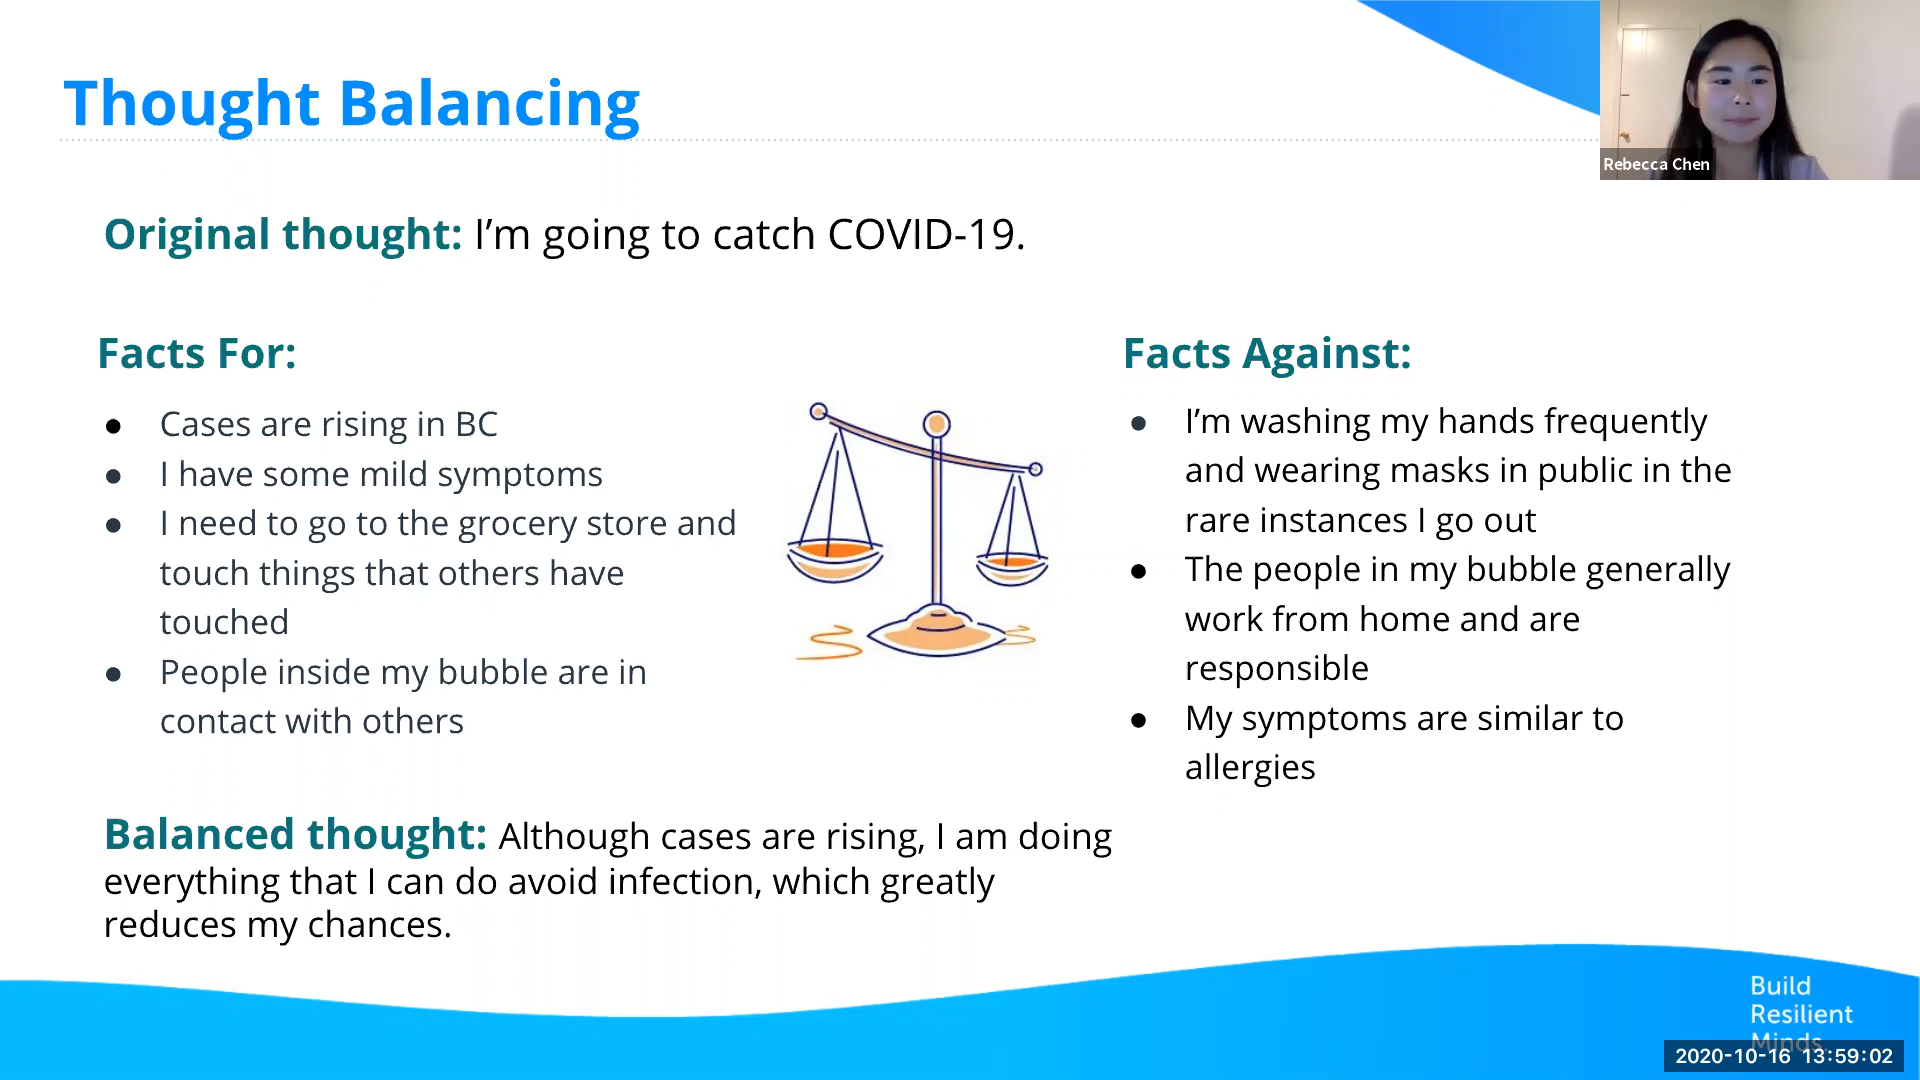 Thought Balancing
Rebecca Chen
Original thought: I'm going to catch COVID-19.
Facts For:
● Cases are rising in BC
● I have some mild symptoms
● I need to go to the grocery store and
touch things that others have
touched
● People inside my bubble are in
contact with others
Facts Against:
● I'm washing my hands frequently
and wearing masks in public in the
rare instances I go out
● The people in my bubble generally
work from home and are
responsible
● My symptoms are similar to
allergies
Balanced thought: Although cases are rising, I am doing
everything that I can do avoid infection, which greatly
reduces my chances.
Build
Resilient
Minds
2020-10-16 13:59:02